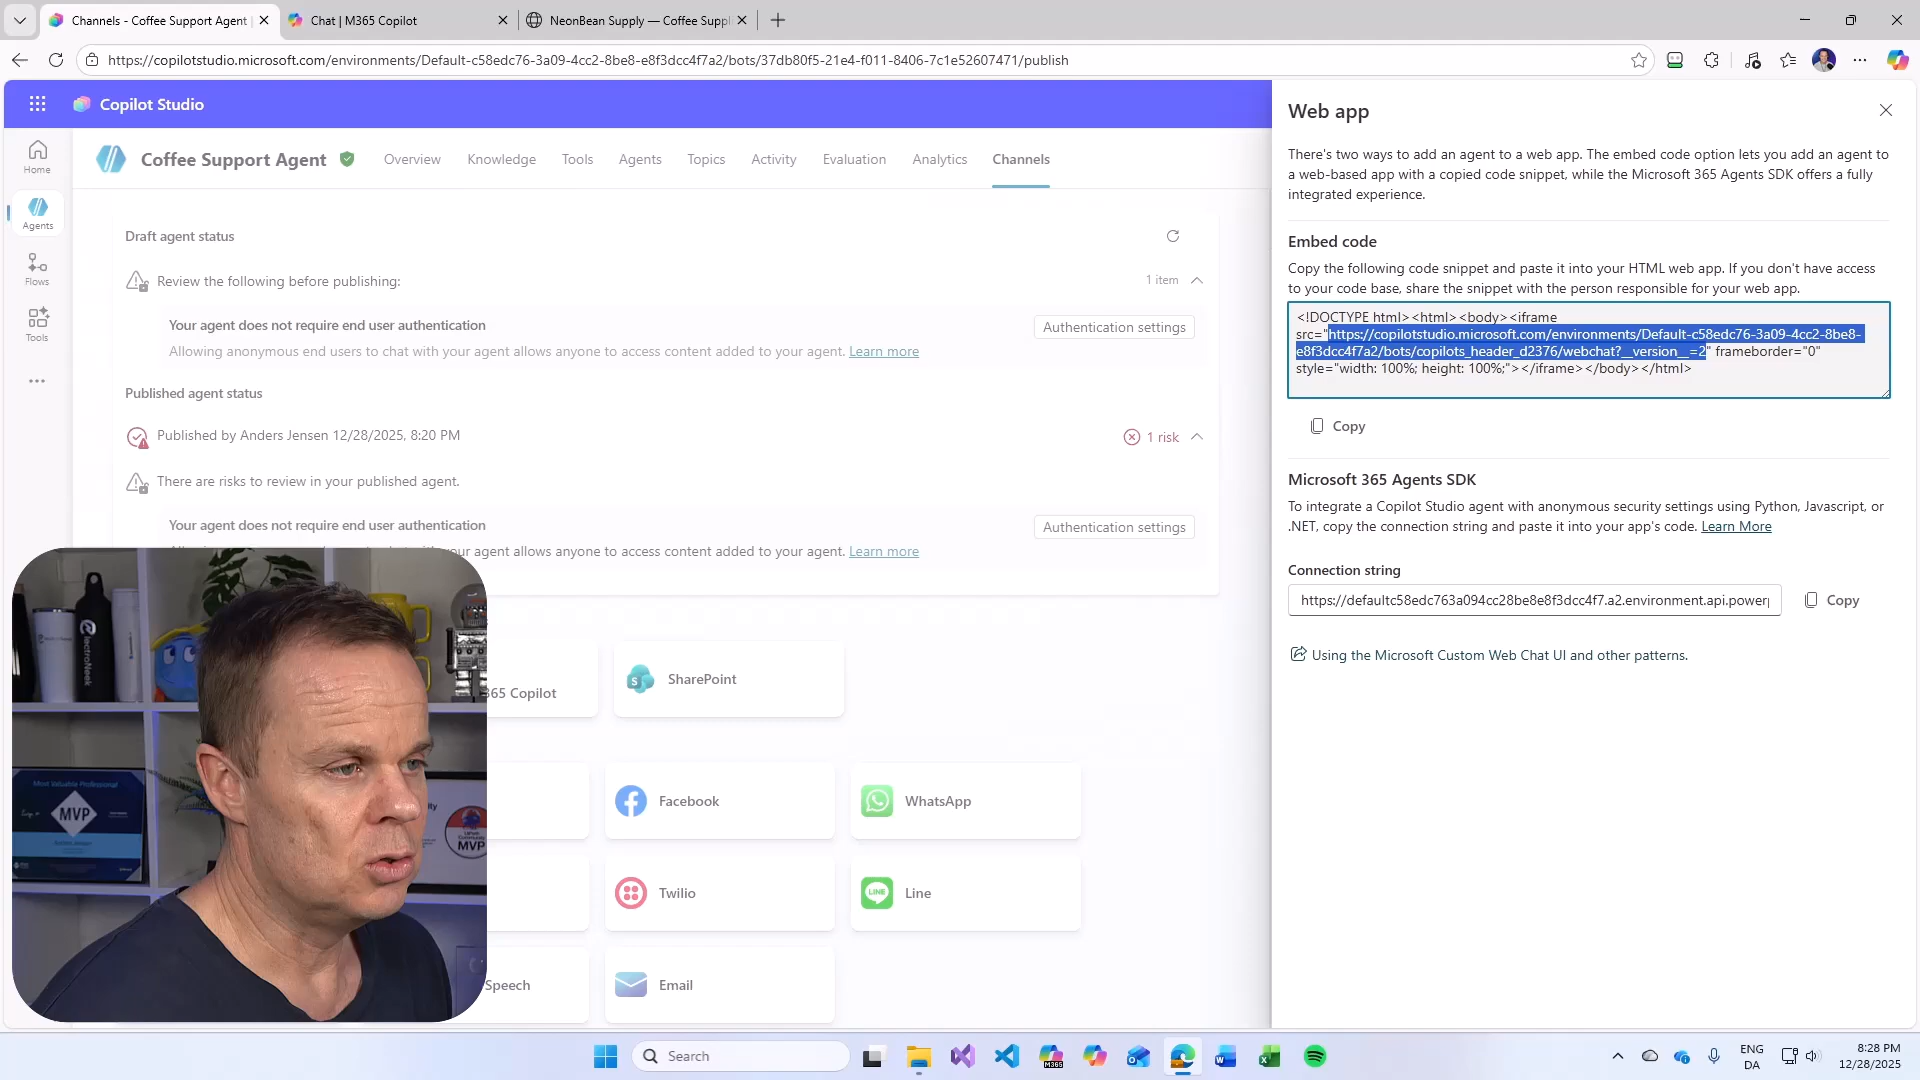 Channels - Coffee Support Agent |
Chat | M365 Copilot
NeonBean Supply — Coffee Suppl
https://copilotstudio.microsoft.com/environments/Default-c58edc76-3a09-4cc2-8be8-e8f3dcc4f7a2/bots/37db80f5-21e4-f011-8406-7c1e52607471/publish
Copilot Studio
Home
Agents
Flows
Tools
Coffee Support Agent
Overview
Knowledge
Tools
Agents
Topics
Activity
Evaluation
Analytics
Channels
Draft agent status
Review the following before publishing:
1 item
Your agent does not require end user authentication
Allowing anonymous end users to chat with your agent allows anyone to access content added to your agent. Learn more
Authentication settings
Published agent status
Published by Anders Jensen 12/28/2025, 8:20 PM
1 risk
There are risks to review in your published agent.
Your agent does not require end user authentication
your agent allows anyone to access content added to your agent. Learn more
Authentication settings
365 Copilot
SharePoint
Facebook
WhatsApp
Twilio
Line
Speech
Email
Web app
There's two ways to add an agent to a web app. The embed code option lets you add an agent to
a web-based app with a copied code snippet, while the Microsoft 365 Agents SDK offers a fully
integrated experience.
Embed code
Copy the following code snippet and paste it into your HTML web app. If you don't have access
to your code base, share the snippet with the person responsible for your web app.
<!DOCTYPE html><html><body><iframe
src="https://copilotstudio.microsoft.com/environments/Default-c58edc76-3a09-4cc2-8be8-
e8f3dcc4f7a2/bots/copilots_header_d2376/webchat?__version__=2" frameborder="0"
style="width: 100%; height: 100%;"></iframe></body></html>
Copy
Microsoft 365 Agents SDK
To integrate a Copilot Studio agent with anonymous security settings using Python, Javascript, or
.NET, copy the connection string and paste it into your app's code. Learn More
Connection string
https://defaultc58edc763a094cc28be8e8f3dcc4f7.a2.environment.api.powerp
Copy
Using the Microsoft Custom Web Chat UI and other patterns.
Most Valuable Professional
MVP
MVP
Search
M365
ENG
DA
8:28 PM
12/28/2025